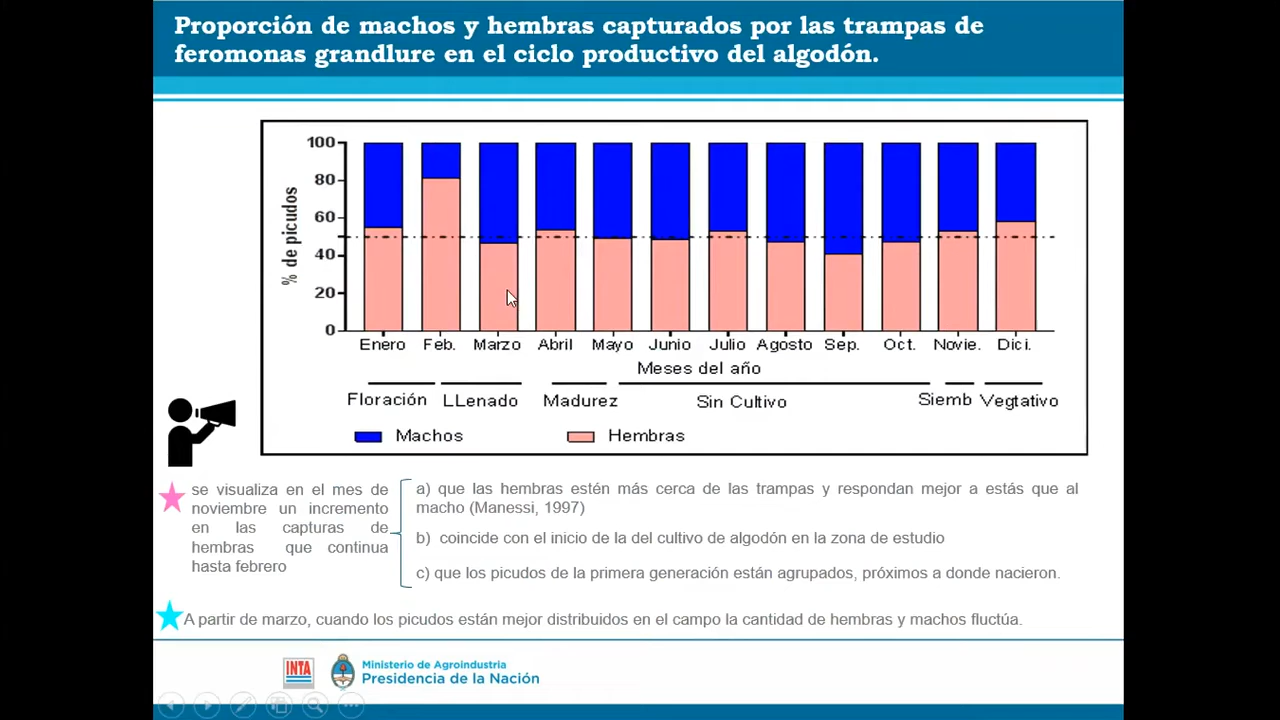 Proporción de machos y hembras capturados por las trampas de
feromonas grandlure en el ciclo productivo del algodón.
% de picudos
100
80
60
40
20
0
Enero Feb. Marzo Abril Mayo Junio Julio Agosto Sep. Oct. Novie. Dici.
Meses del año
Floración LLenado Madurez Sin Cultivo Siemb Vegtativo
Machos Hembras
se visualiza en el mes de
noviembre un incremento
en las capturas de
hembras que continua
hasta febrero
a) que las hembras estén más cerca de las trampas y respondan mejor a estás que al
macho (Manessi, 1997)
b) coincide con el inicio de la del cultivo de algodón en la zona de estudio
c) que los picudos de la primera generación están agrupados, próximos a donde nacieron.
A partir de marzo, cuando los picudos están mejor distribuidos en el campo la cantidad de hembras y machos fluctúa.
INTA
Ministerio de Agroindustria
Presidencia de la Nación